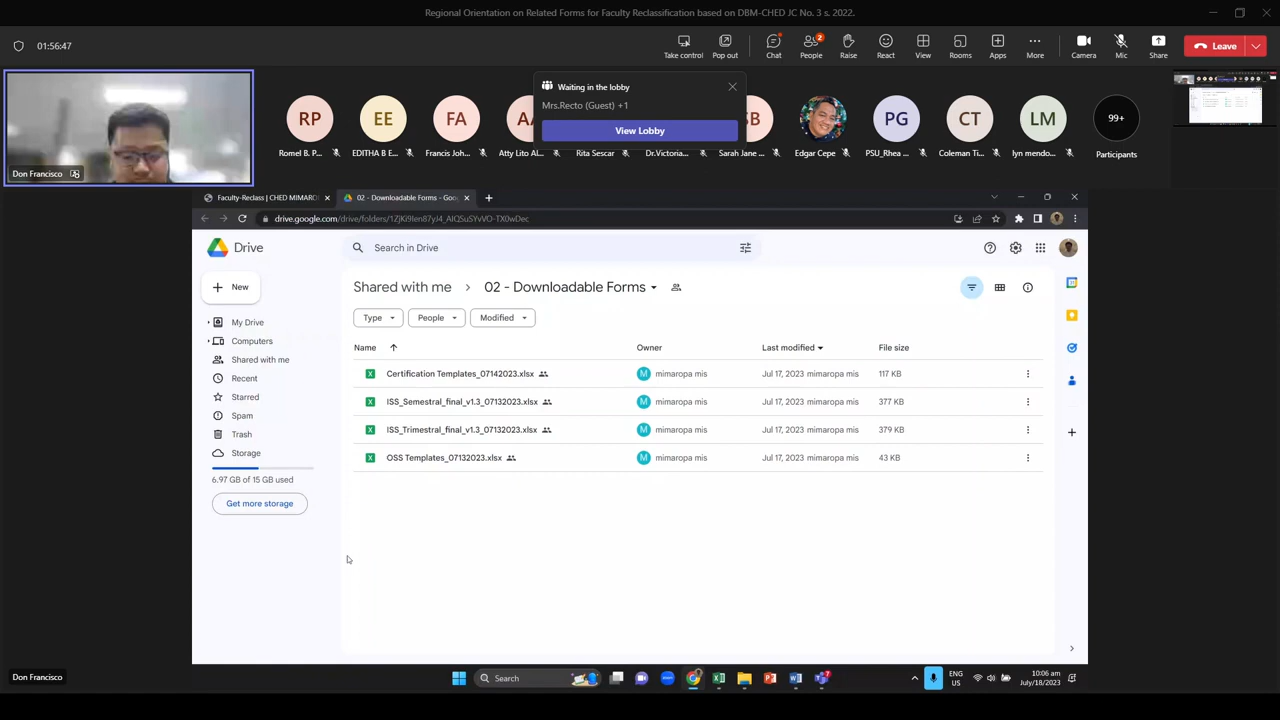 Regional Orientation on Related Forms for Faculty Reclassification based on DBM-CHED JC No. 3 s. 2022.
01:56:47
Take control
Pop out
Chat
2
People
Raise
React
View
Rooms
Apps
More
Camera
Mic
Share
Leave
Waiting in the lobby
Mrs.Recto (Guest) +1
View Lobby
Don Francisco
RP
Romel B. P...
EE
EDITHA B E...
FA
Francis Joh...
Atty Lito Al...
Rita Sescar
Dr.Victoria...
SB
Sarah Jane ...
Edgar Cepe
PG
PSU_Rhea ...
CT
Coleman Ti...
LM
lyn mendo...
99+
Participants
Faculty-Reclass | CHED MIMARO
02 - Downloadable Forms - Goo
Drive
Search in Drive
New
My Drive
Computers
Shared with me
Recent
Starred
Spam
Trash
Storage
6.97 GB of 15 GB used
Get more storage
Shared with me
02 - Downloadable Forms
Type
People
Modified
Name
Owner
Last modified
File size
Certification Templates_07142023.xlsx
M
mimaropa mis
Jul 17, 2023 mimaropa mis
117 KB
ISS_Semestral_final_v1.3_07132023.xlsx
M
mimaropa mis
Jul 17, 2023 mimaropa mis
377 KB
ISS_Trimestral_final_v1.3_07132023.xlsx
M
mimaropa mis
Jul 17, 2023 mimaropa mis
379 KB
OSS Templates_07132023.xlsx
M
mimaropa mis
Jul 17, 2023 mimaropa mis
43 KB
Don Francisco
Search
ENG
US
10:06 am
July/18/2023